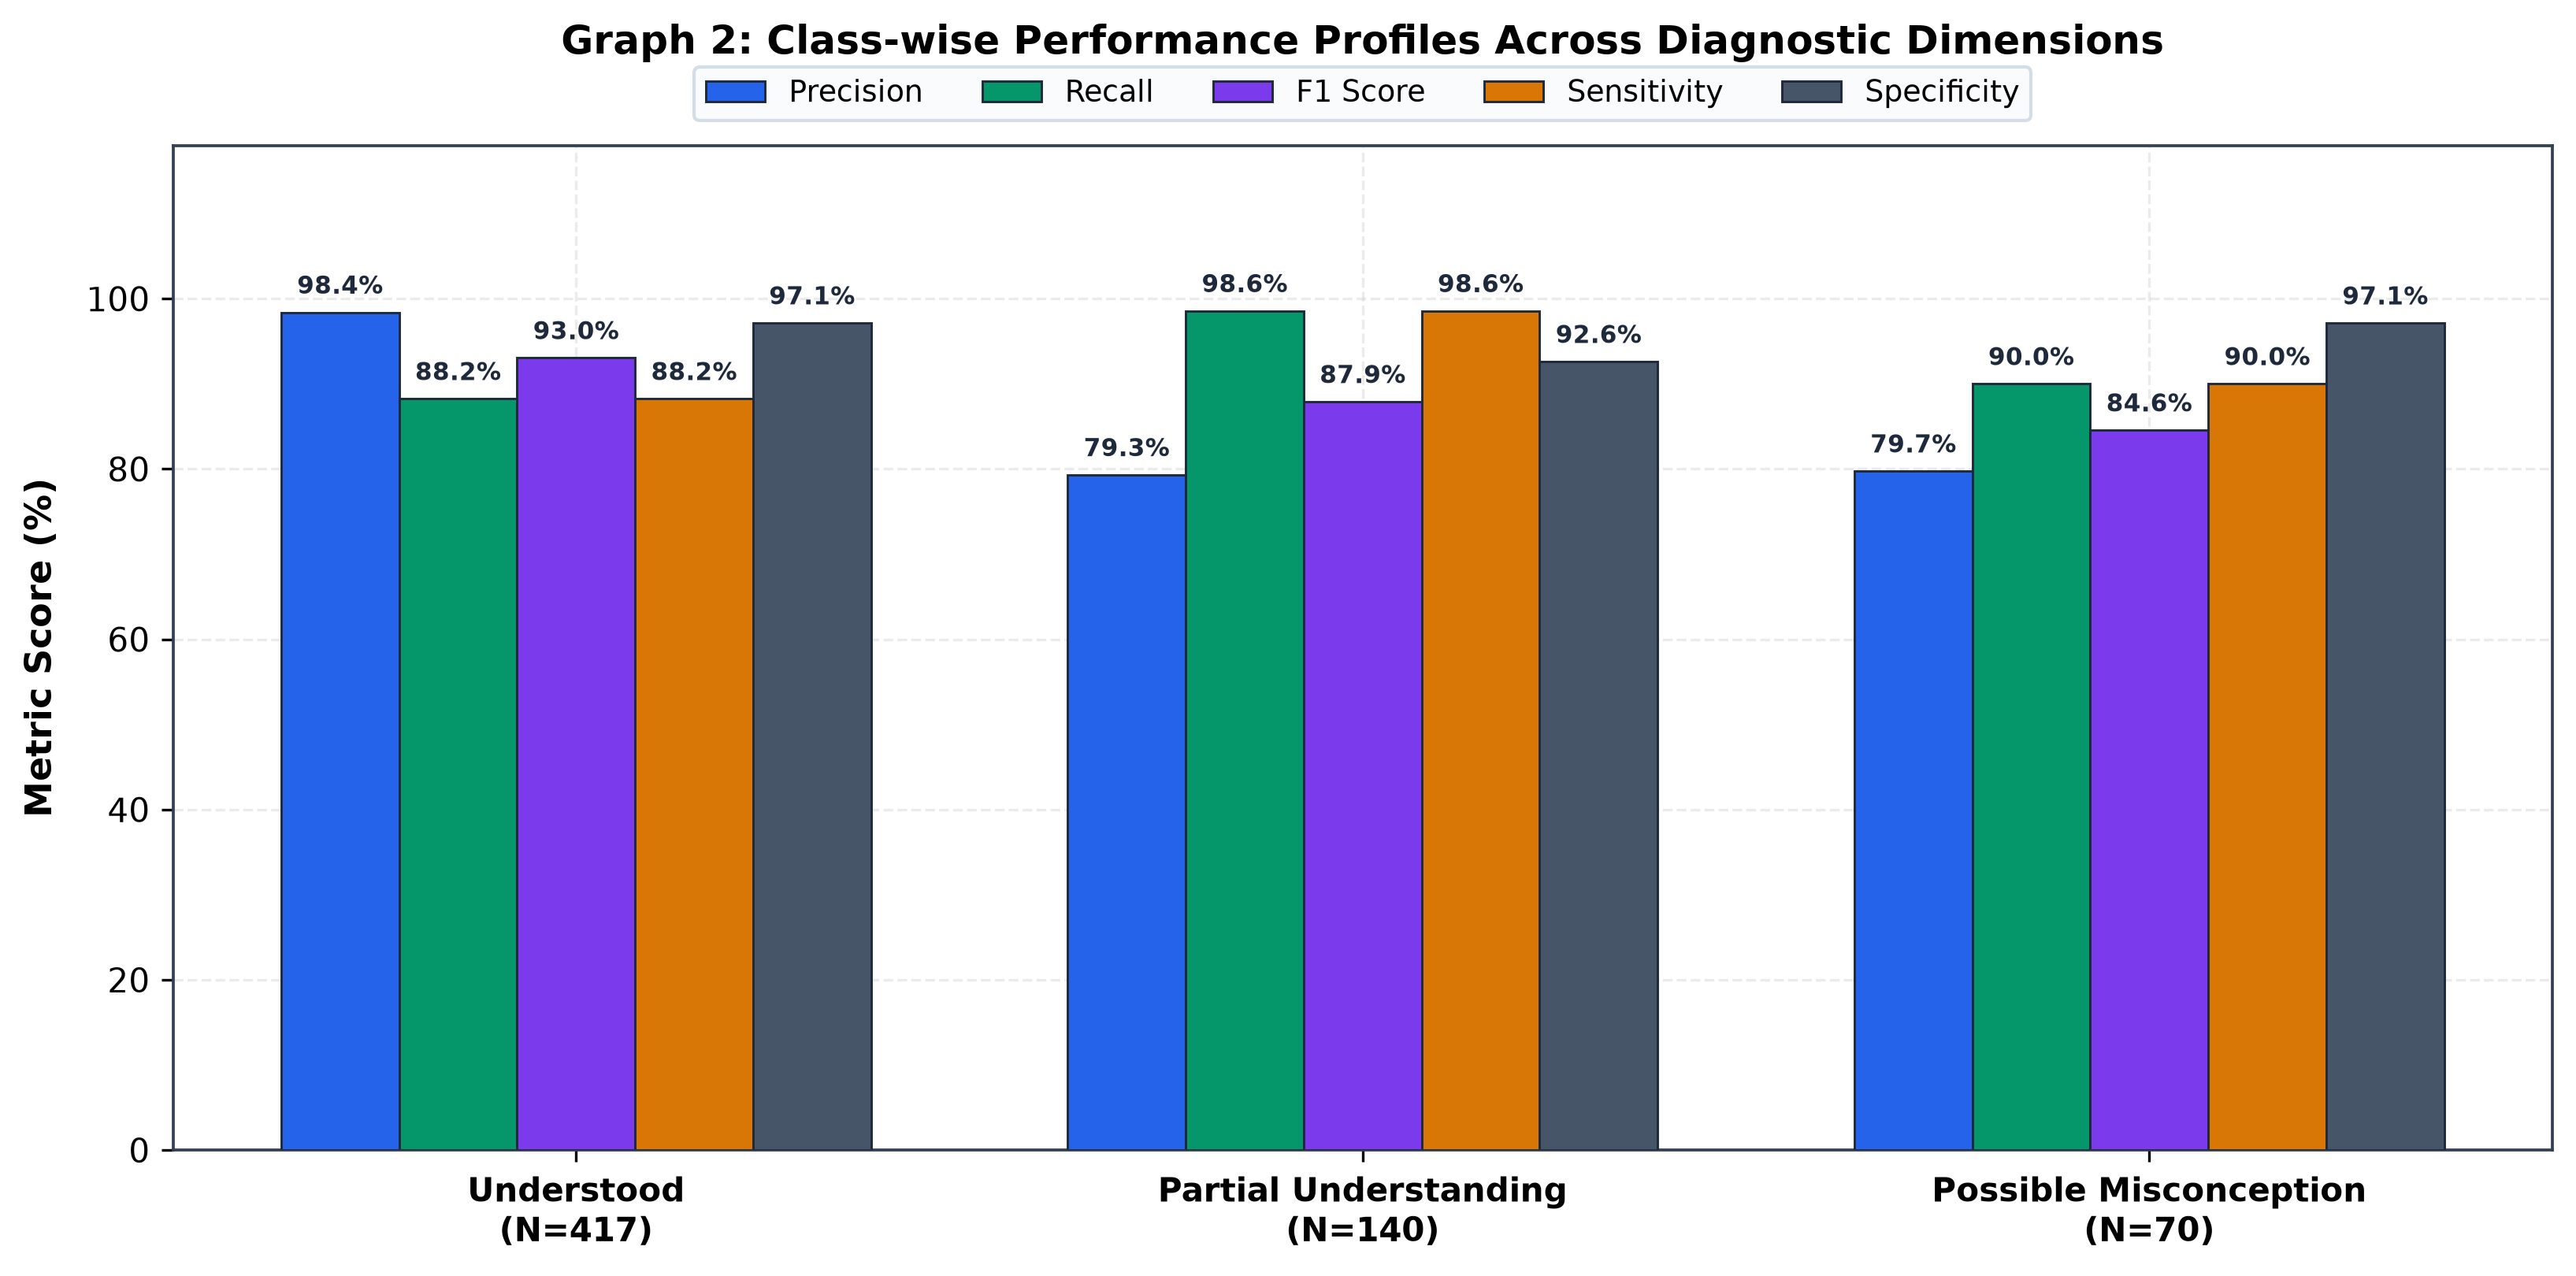 Graph 2: Class-wise Performance Profiles Across Diagnostic Dimensions
Precision Recall F1 Score Sensitivity Specificity
Metric Score (%)
100
80
60
40
20
0
98.4%
88.2%
93.0%
88.2%
97.1%
79.3%
98.6%
87.9%
98.6%
92.6%
79.7%
90.0%
84.6%
90.0%
97.1%
Understood
(N=417)
Partial Understanding
(N=140)
Possible Misconception
(N=70)